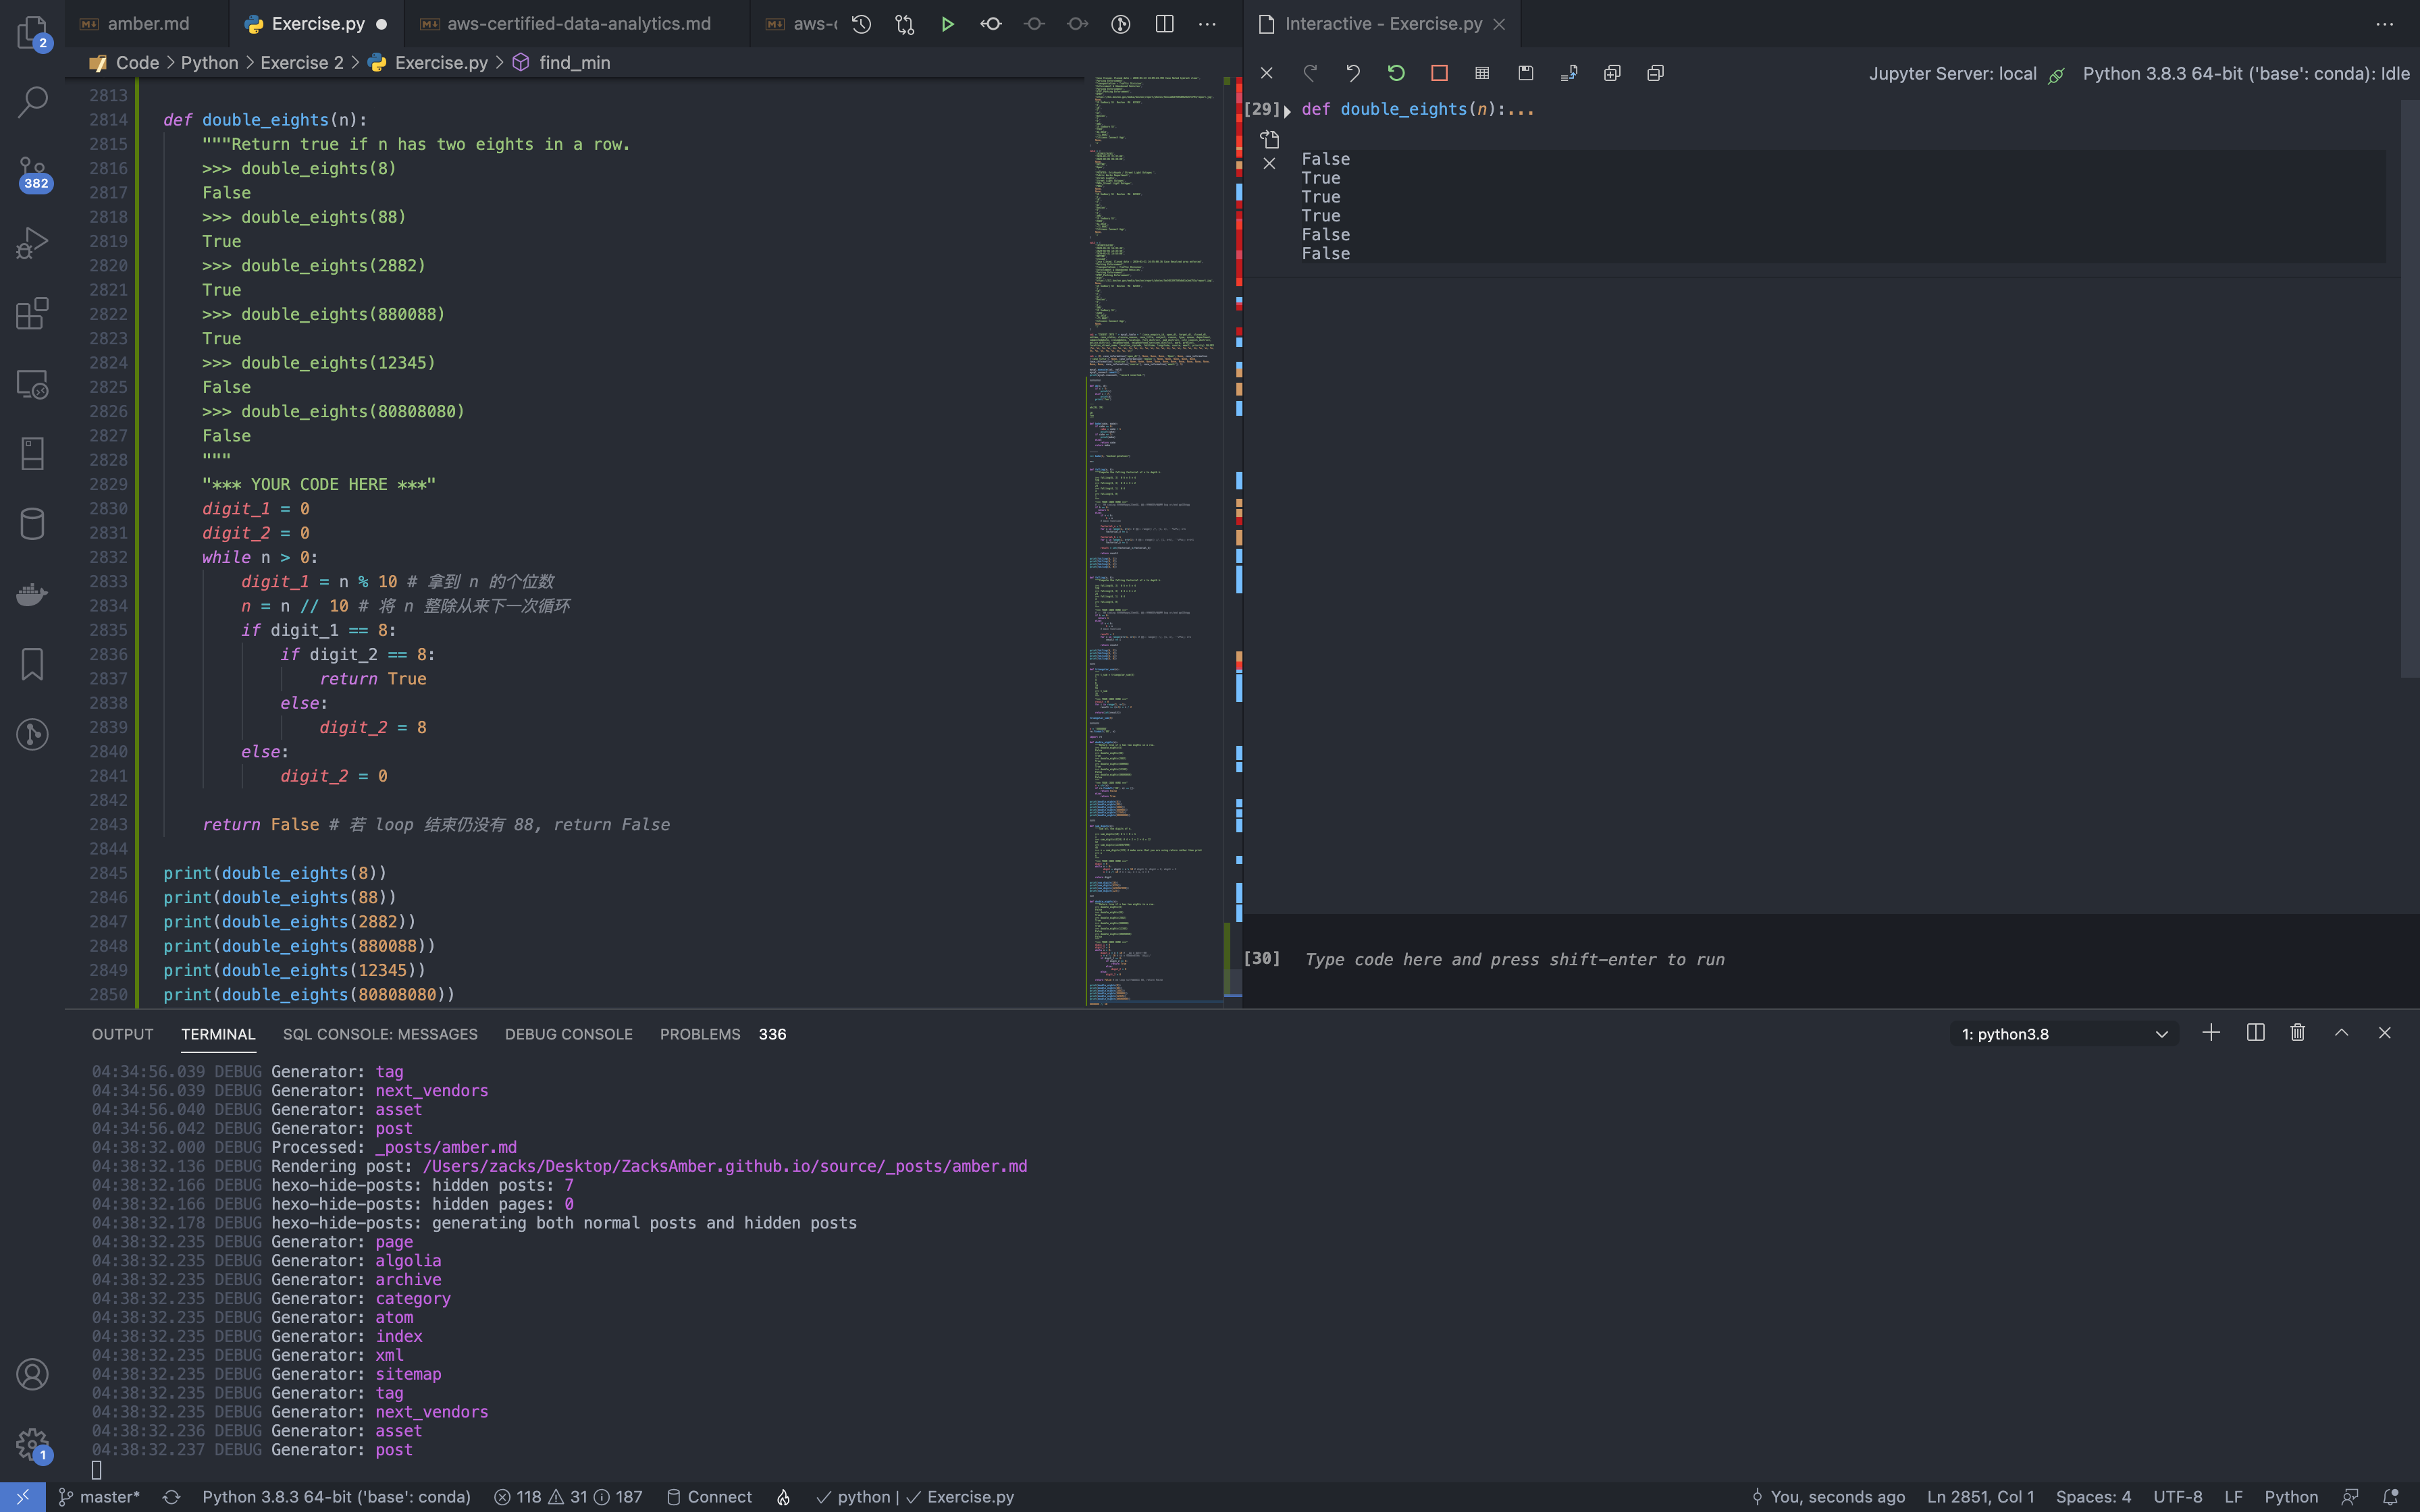 amber.md
Exercise.py
aws-certified-data-analytics.md
aws-c
Interactive - Exercise.py
2
Code > Python > Exercise 2 > Exercise.py > find_min
Jupyter Server: local
Python 3.8.3 64-bit ('base': conda): Idle
382
1
2813
2814 def double_eights(n):
2815 """Return true if n has two eights in a row.
2816 >>> double_eights(8)
2817 False
2818 >>> double_eights(88)
2819 True
2820 >>> double_eights(2882)
2821 True
2822 >>> double_eights(880088)
2823 True
2824 >>> double_eights(12345)
2825 False
2826 >>> double_eights(80808080)
2827 False
2828 """
2829 "*** YOUR CODE HERE ***"
2830 digit_1 = 0
2831 digit_2 = 0
2832 while n > 0:
2833 digit_1 = n % 10 # 拿到 n 的个位数
2834 n = n // 10 # 将 n 整除从来下一次循环
2835 if digit_1 == 8:
2836 if digit_2 == 8:
2837 return True
2838 else:
2839 digit_2 = 8
2840 else:
2841 digit_2 = 0
2842
2843 return False # 若 loop 结束仍没有 88, return False
2844
2845 print(double_eights(8))
2846 print(double_eights(88))
2847 print(double_eights(2882))
2848 print(double_eights(880088))
2849 print(double_eights(12345))
2850 print(double_eights(80808080))
[29] def double_eights(n):...
False
True
True
True
False
False
[30] Type code here and press shift-enter to run
OUTPUT TERMINAL SQL CONSOLE: MESSAGES DEBUG CONSOLE PROBLEMS 336
1: python3.8
04:34:56.039 DEBUG Generator: tag
04:34:56.039 DEBUG Generator: next_vendors
04:34:56.040 DEBUG Generator: asset
04:34:56.042 DEBUG Generator: post
04:38:32.000 DEBUG Processed: _posts/amber.md
04:38:32.136 DEBUG Rendering post: /Users/zacks/Desktop/ZacksAmber.github.io/source/_posts/amber.md
04:38:32.166 DEBUG hexo-hide-posts: hidden posts: 7
04:38:32.166 DEBUG hexo-hide-posts: hidden pages: 0
04:38:32.178 DEBUG hexo-hide-posts: generating both normal posts and hidden posts
04:38:32.235 DEBUG Generator: page
04:38:32.235 DEBUG Generator: algolia
04:38:32.235 DEBUG Generator: archive
04:38:32.235 DEBUG Generator: category
04:38:32.235 DEBUG Generator: atom
04:38:32.235 DEBUG Generator: index
04:38:32.235 DEBUG Generator: xml
04:38:32.235 DEBUG Generator: sitemap
04:38:32.235 DEBUG Generator: tag
04:38:32.235 DEBUG Generator: next_vendors
04:38:32.236 DEBUG Generator: asset
04:38:32.237 DEBUG Generator: post
master* Python 3.8.3 64-bit ('base': conda) 118 31 187 Connect python | Exercise.py
You, seconds ago Ln 2851, Col 1 Spaces: 4 UTF-8 LF Python